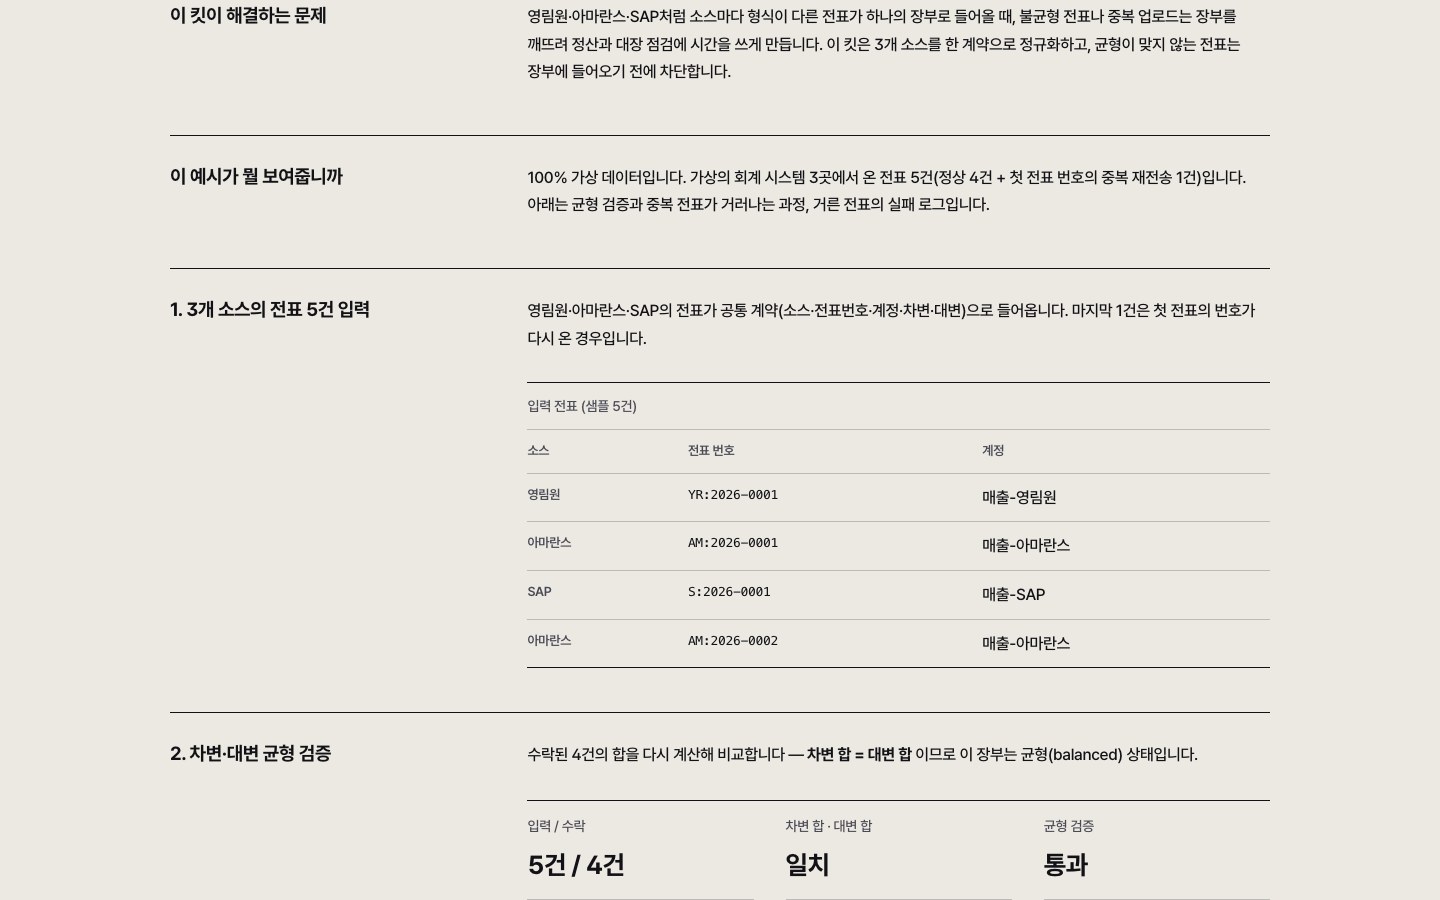 이 킷이 해결하는 문제
영림원·아마란스·SAP처럼 소스마다 형식이 다른 전표가 하나의 장부로 들어올 때, 불균형 전표나 중복 업로드는 장부를
깨뜨려 정산과 대장 점검에 시간을 쓰게 만듭니다. 이 킷은 3개 소스를 한 계약으로 정규화하고, 균형이 맞지 않는 전표는
장부에 들어오기 전에 차단합니다.
이 예시가 뭘 보여줍니까
100% 가상 데이터입니다. 가상의 회계 시스템 3곳에서 온 전표 5건(정상 4건 + 첫 전표 번호의 중복 재전송 1건)입니다.
아래는 균형 검증과 중복 전표가 거러나는 과정, 거른 전표의 실패 로그입니다.
1. 3개 소스의 전표 5건 입력
영림원·아마란스·SAP의 전표가 공통 계약(소스·전표번호·계정·차변·대변)으로 들어옵니다. 마지막 1건은 첫 전표의 번호가
다시 온 경우입니다.
입력 전표 (샘플 5건)
소스 전표 번호 계정
영림원 YR:2026-0001 매출-영림원
아마란스 AM:2026-0001 매출-아마란스
SAP S:2026-0001 매출-SAP
아마란스 AM:2026-0002 매출-아마란스
2. 차변·대변 균형 검증
수락된 4건의 합을 다시 계산해 비교합니다 — 차변 합 = 대변 합 이므로 이 장부는 균형(balanced) 상태입니다.
입력 / 수락 차변 합 · 대변 합 균형 검증
5건 / 4건 일치 통과